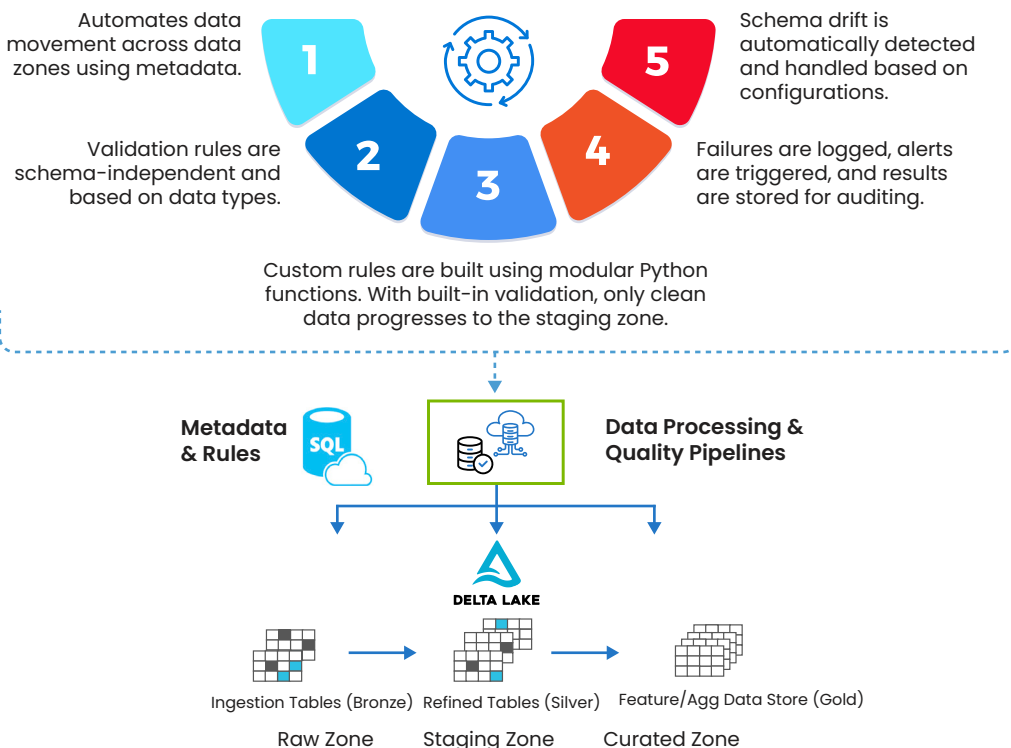 Automates data
movement across data
zones using metadata.
1
Validation rules are
schema-independent and
based on data types.
2
3
Custom rules are built using modular Python
functions. With built-in validation, only clean
data progresses to the staging zone.
4
Failures are logged, alerts
are triggered, and results
are stored for auditing.
5
Schema drift is
automatically detected
and handled based on
configurations.
Metadata
& Rules
SQL
Data Processing &
Quality Pipelines
DELTA LAKE
Ingestion Tables (Bronze)
Refined Tables (Silver)
Feature/Agg Data Store (Gold)
Raw Zone
Staging Zone
Curated Zone